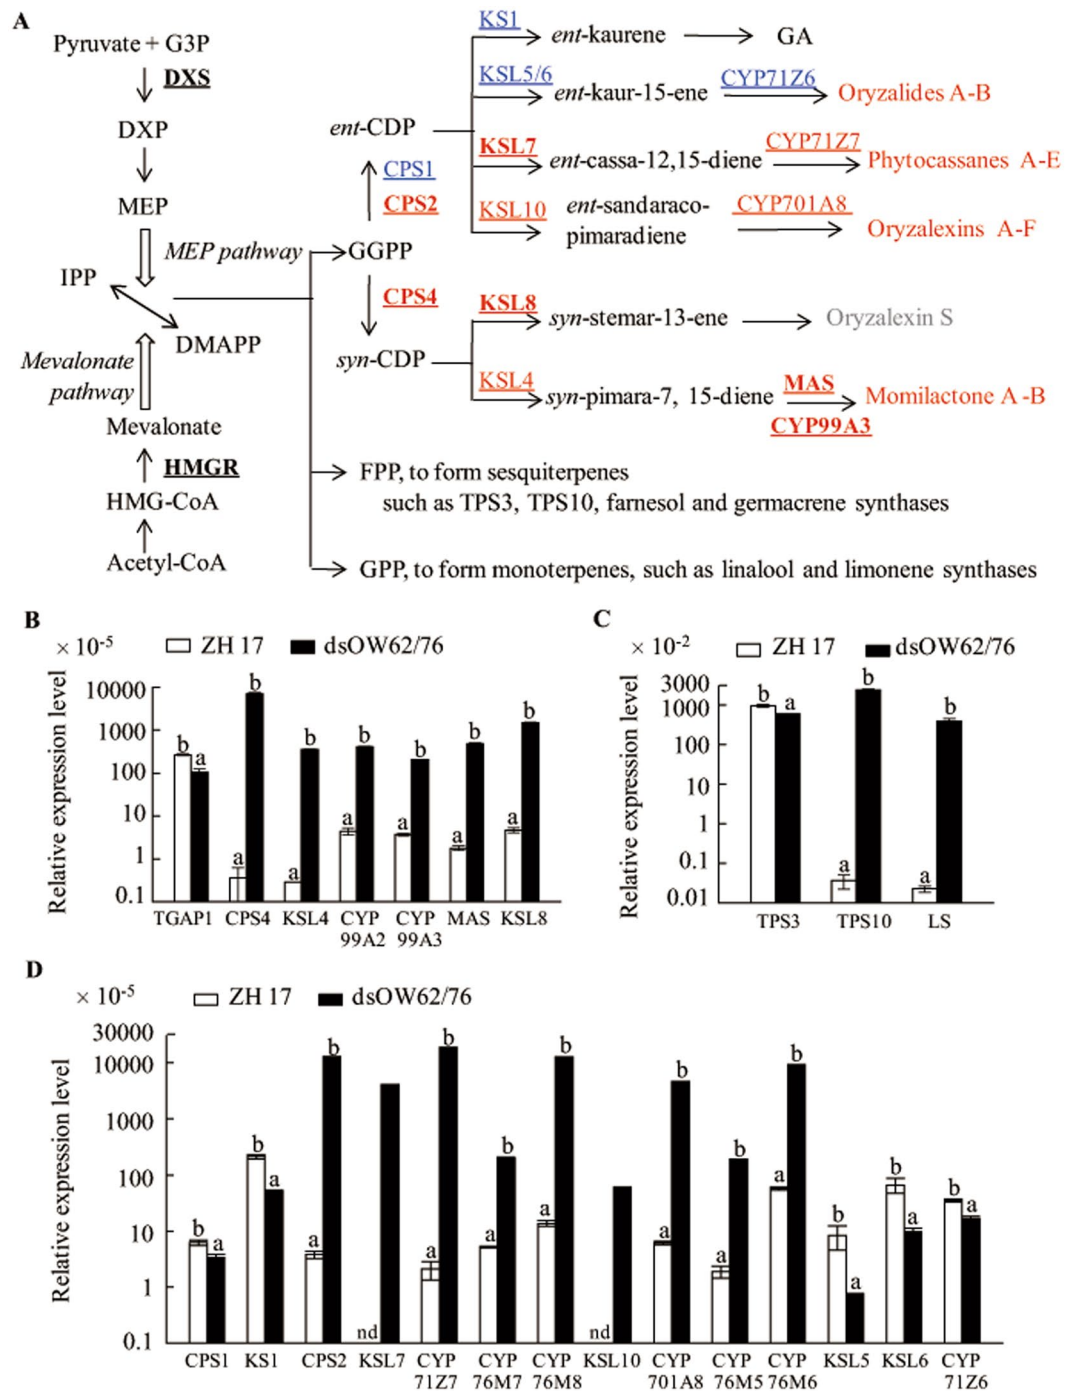 A
Pyruvate + G3P
DXS
DXP
MEP
MEP pathway
IPP
DMAPP
Mevalonate
pathway
Mevalonate
HMGR
HMG-CoA
Acetyl-CoA
ent-CDP
CPS1
CPS2
GGPP
CPS4
syn-CDP
KS1
ent-kaurene
GA
KSL5/6
ent-kaur-15-ene
CYP71Z6
Oryzalides A-B
KSL7
ent-cassa-12,15-diene
CYP71Z7
Phytocassanes A-E
KSL10
ent-sandaraco-
pimaradiene
CYP701A8
Oryzalexins A-F
KSL8
syn-stemar-13-ene
Oryzalexin S
KSL4
syn-pimara-7, 15-diene
MAS
CYP99A3
Momilactone A-B
FPP, to form sesquiterpenes
such as TPS3, TPS10, farnesol and germacrene synthases
GPP, to form monoterpenes, such as linalool and limonene synthases
B
× 10-5
ZH 17
dsOW62/76
Relative expression level
10000
1000
100
10
1
0.1
b a
a b
a b
a b
a b
a b
a b
TGAP1 CPS4 KSL4 CYP CYP MAS KSL8
99A2 99A3
C
× 10-2
ZH 17
dsOW62/76
Relative expression level
3000
1000
100
10
1
0.1
0.01
b a
a b
a b
TPS3 TPS10 LS
D
× 10-5
ZH 17
dsOW62/76
Relative expression level
30000
10000
1000
100
10
1
0.1
b a
b a
a b
nd
a b
a b
a b
nd
a b
a b
a b
b a
b a
b a
CPS1 KS1 CPS2 KSL7 CYP CYP CYP KSL10 CYP CYP CYP KSL5 KSL6 CYP
71Z7 76M7 76M8 701A8 76M5 76M6 71Z6